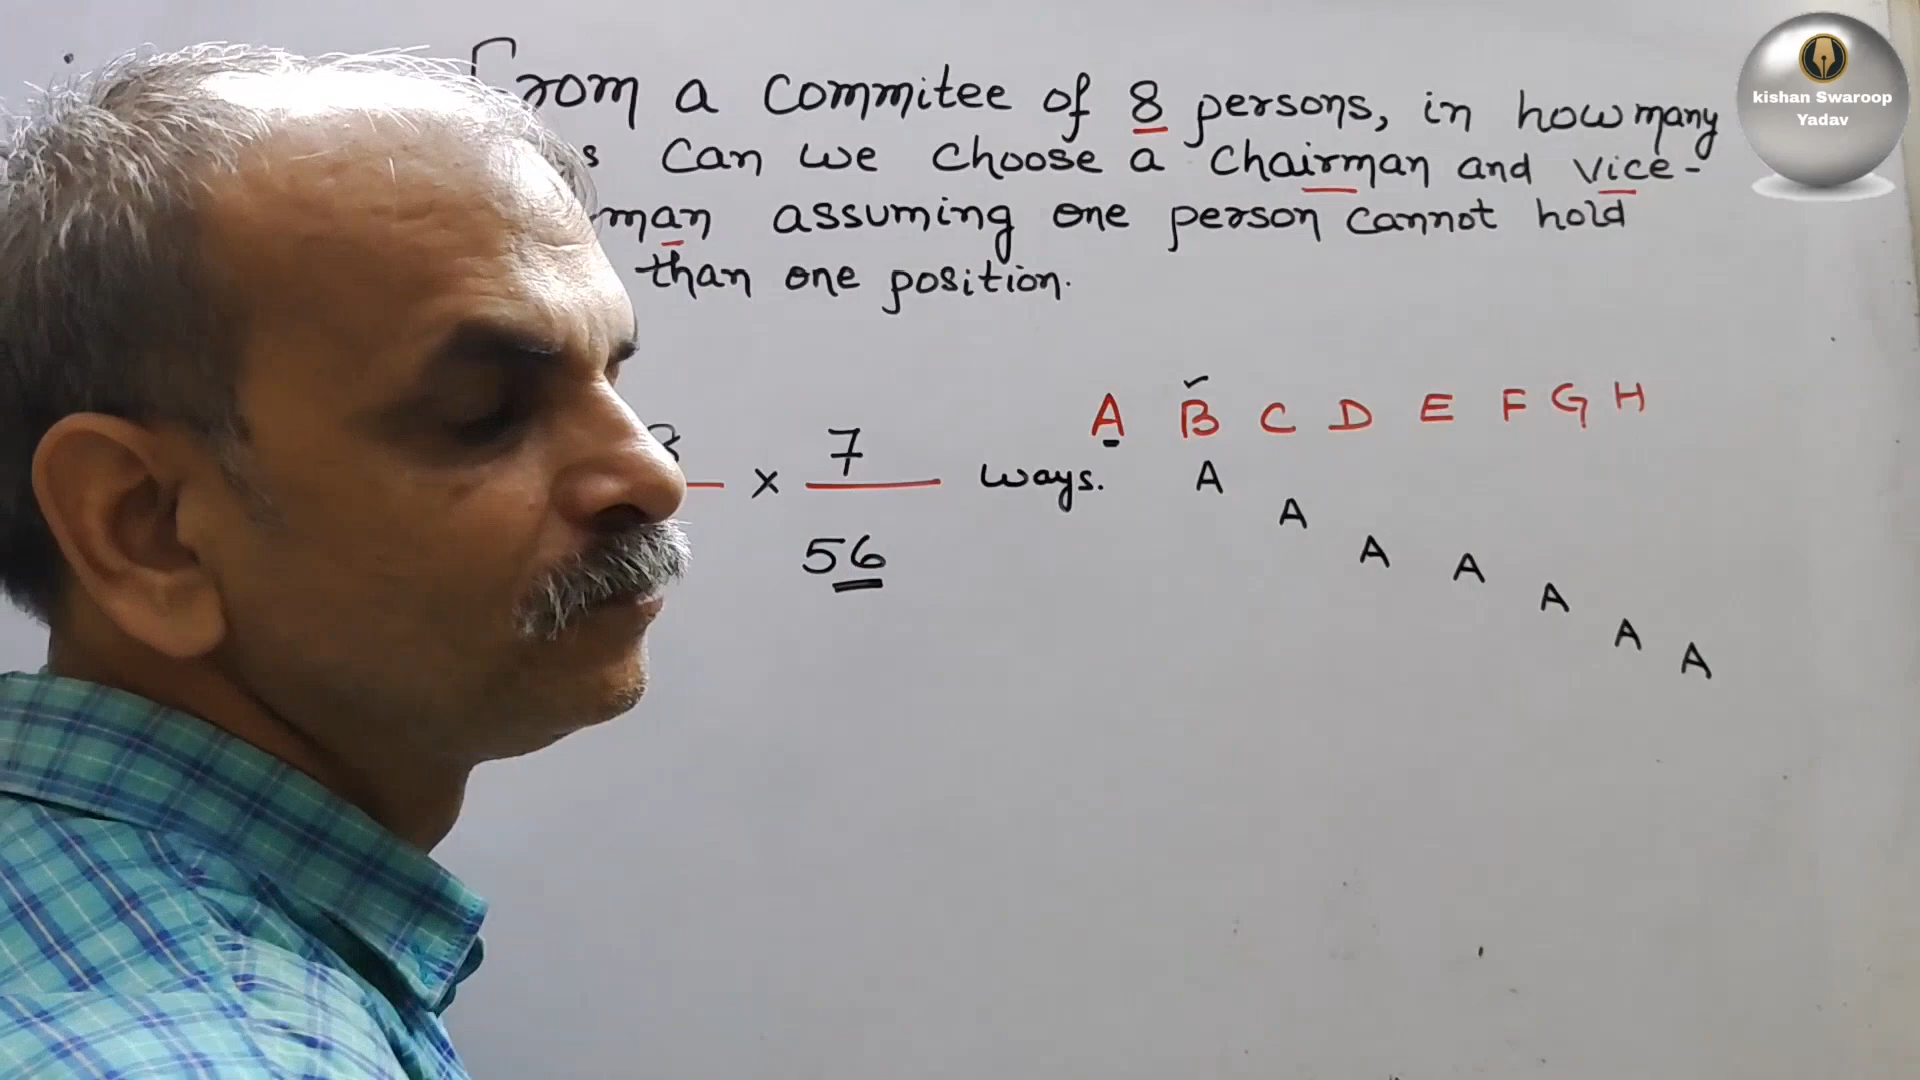 From a commitee of 8 persons, in how many
s can we choose a chairman and vice-
man assuming one person cannot hold
than one position.
A B C D E F G H
7
x ways.
56
A
A
A
A
A
A
A
kishan Swaroop
Yadav